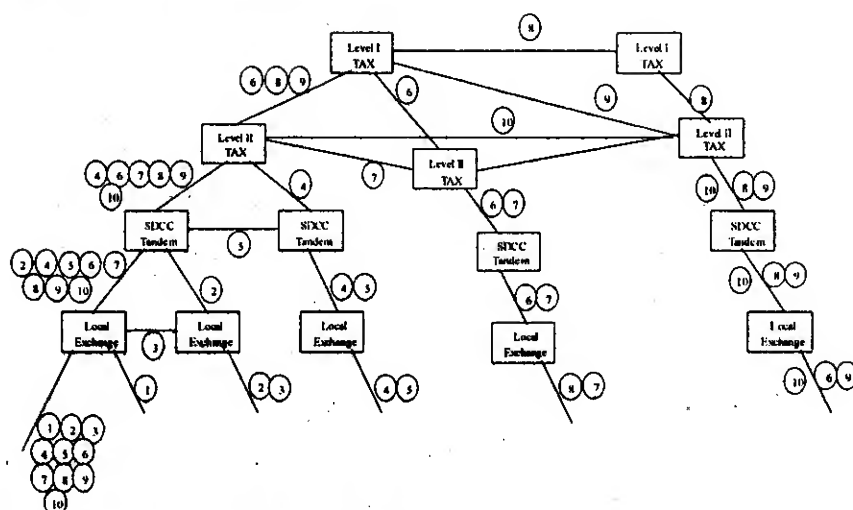 8
Level I
TAX
Level I
TAX
6 8 9
6
9
8
10
Level II
TAX
Level II
TAX
Level II
TAX
7
4 6 7 8 9
10
4
6 7
10 8 9
SDCC
Tandem
SDCC
Tandem
SDCC
Tandem
SDCC
Tandem
5
2 4 5 6 7
8 9 10
2
4 5
6 7
10 8 9
Local
Exchange
Local
Exchange
Local
Exchange
Local
Exchange
Local
Exchange
3
1
2 3
4 5
8 7
10 6 9
1 2 3
4 5 6
7 8 9
10